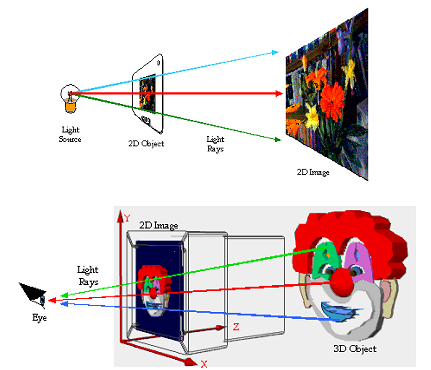 Light
Source
2D Object
Light
Rays
2D Image
Y
2D Image
Light
Rays
Eye
Z
X
3D Object